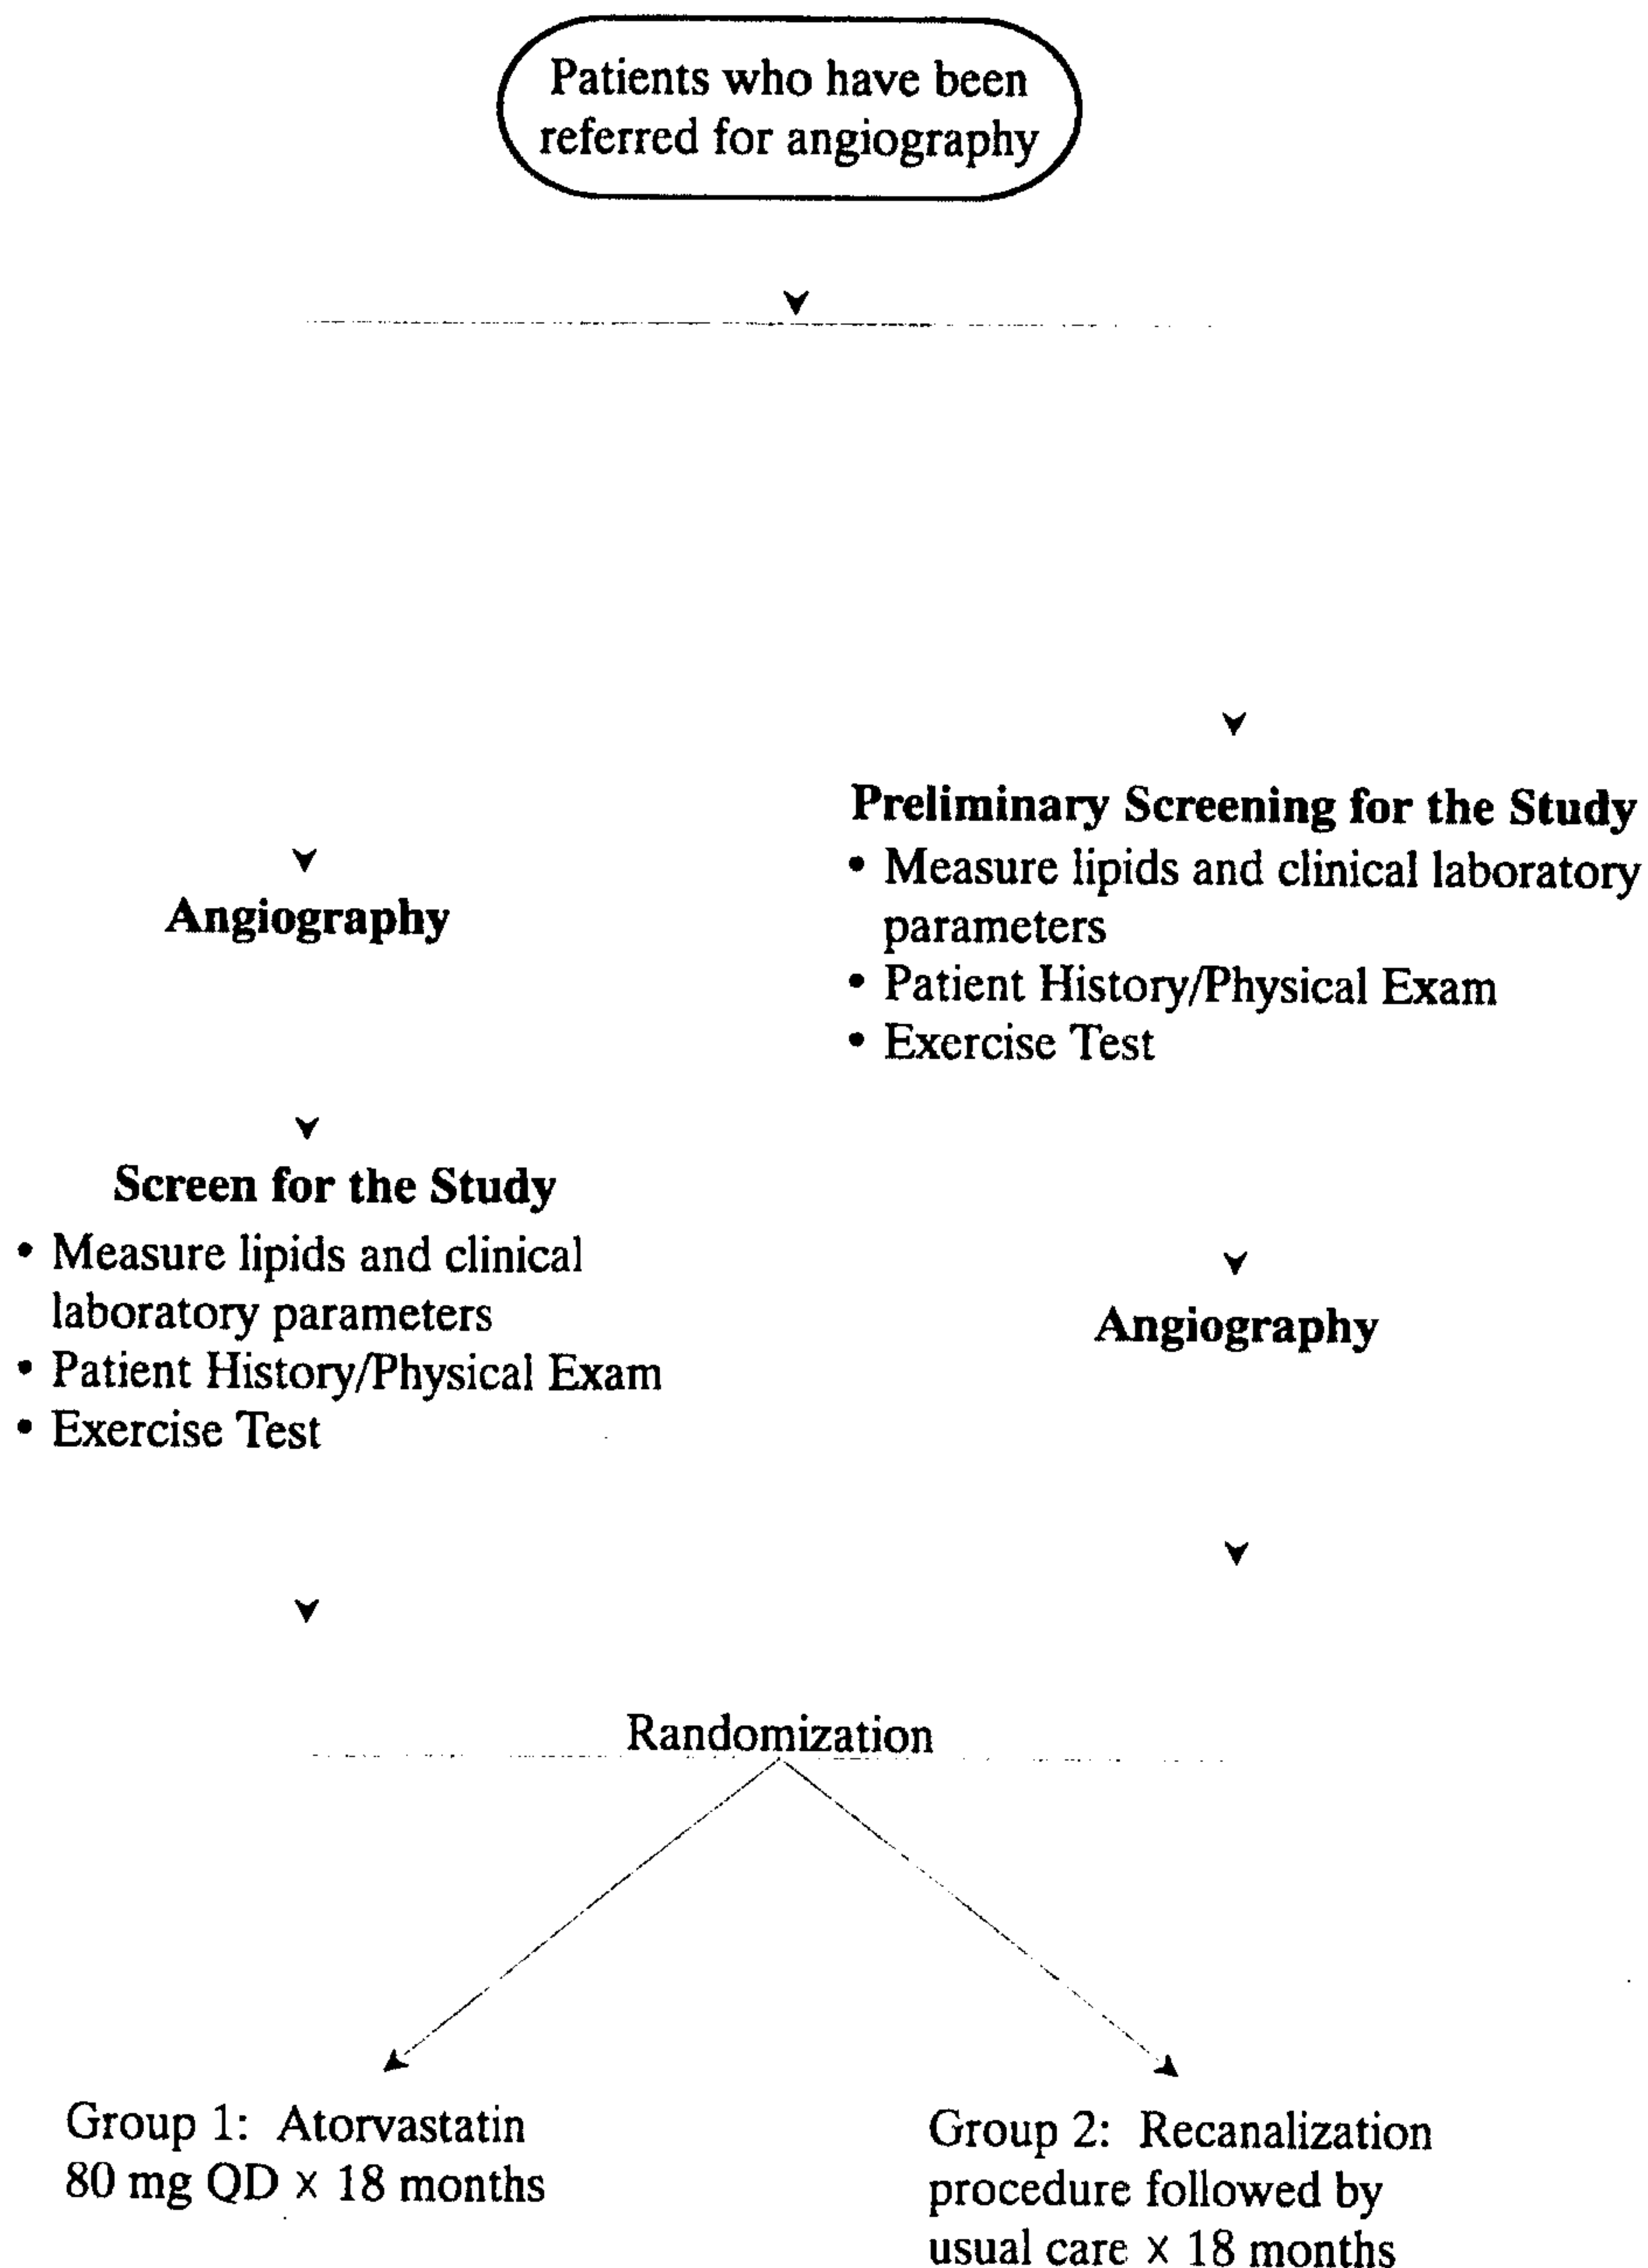 Patients who have been
referred for angiography
Angiography
Screen for the Study
• Measure lipids and clinical
laboratory parameters
• Patient History/Physical Exam
• Exercise Test
Preliminary Screening for the Study
• Measure lipids and clinical laboratory
parameters
• Patient History/Physical Exam
• Exercise Test
Angiography
Randomization
Group 1: Atorvastatin
80 mg QD × 18 months
Group 2: Recanalization
procedure followed by
usual care × 18 months